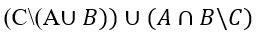 (C\(A∪ B)) ∪ (A ∩ B\C)